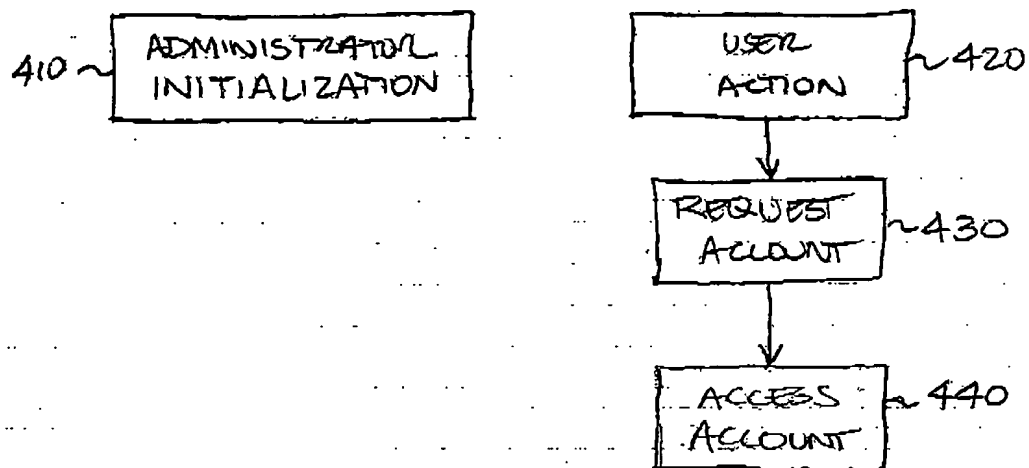 410 ADMINISTRATOR
INITIALIZATION
USER
ACTION 420
REQUEST
ACCOUNT 430
ACCESS 440
ACCOUNT